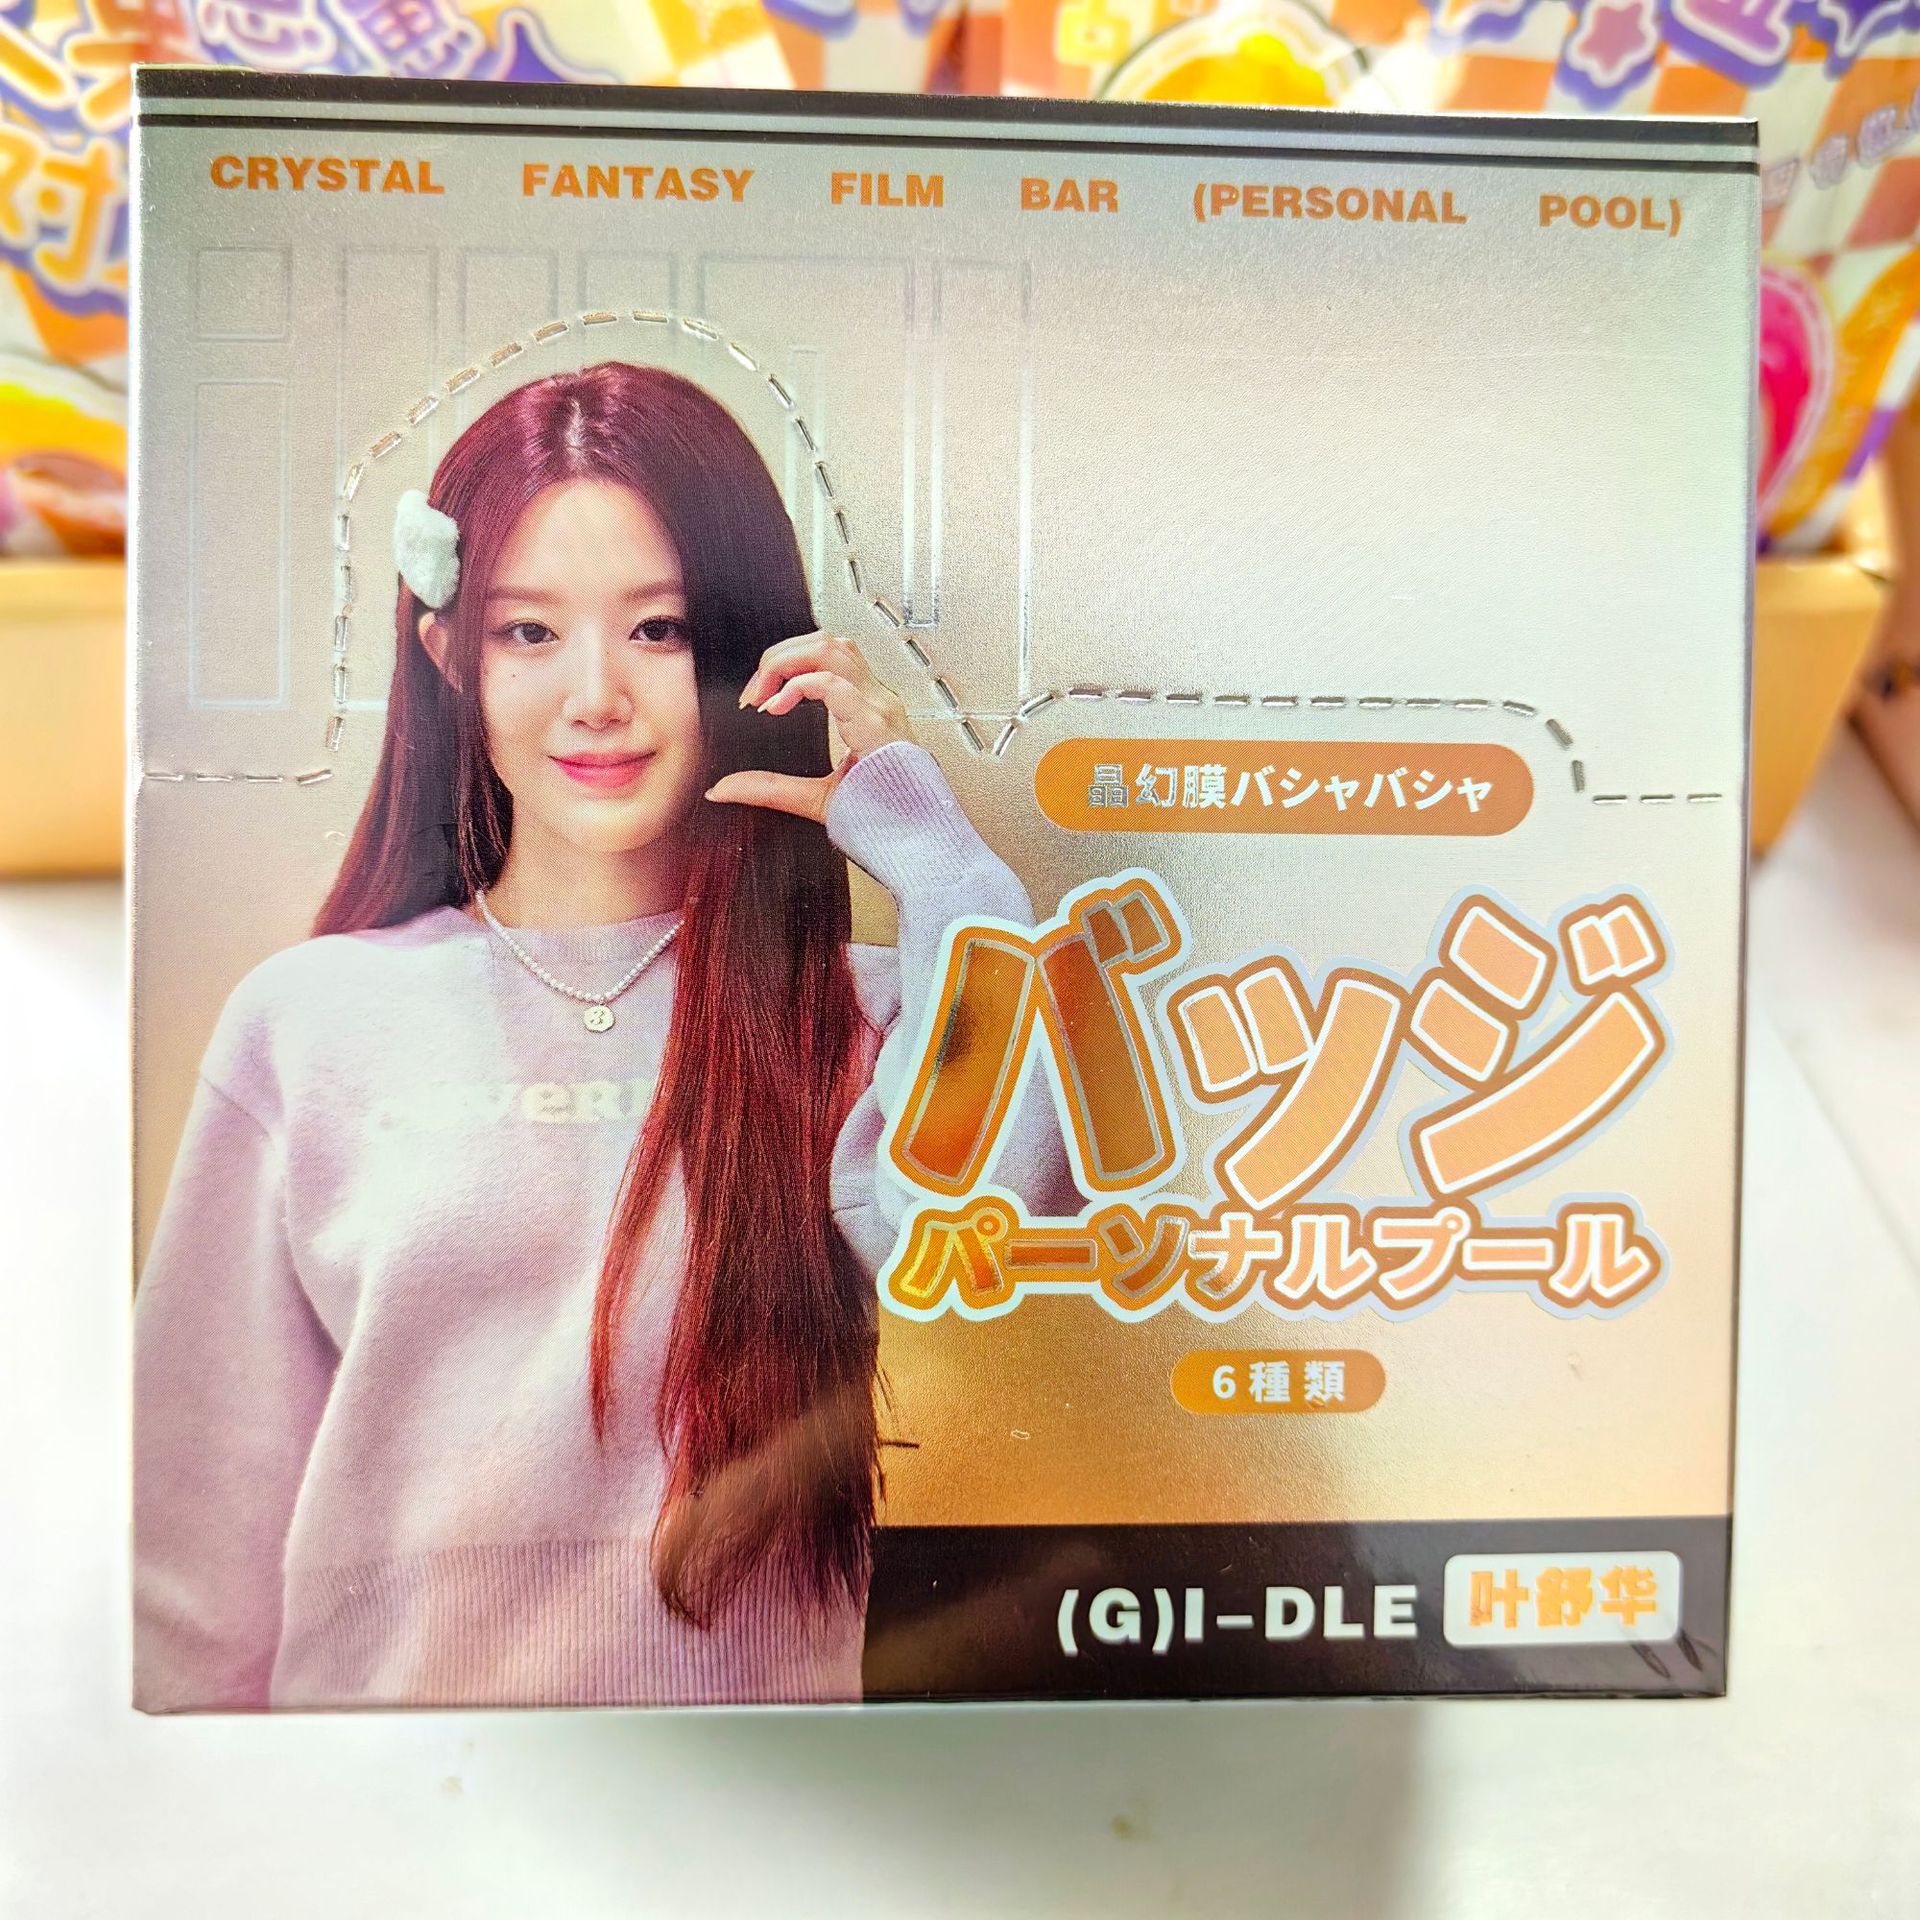 CRYSTAL FANTASY FILM BAR (PERSONAL POOL)
晶幻膜バシャバシャ
バッジ
パーソナルプール
6種類
(G)I-DLE 叶舒华